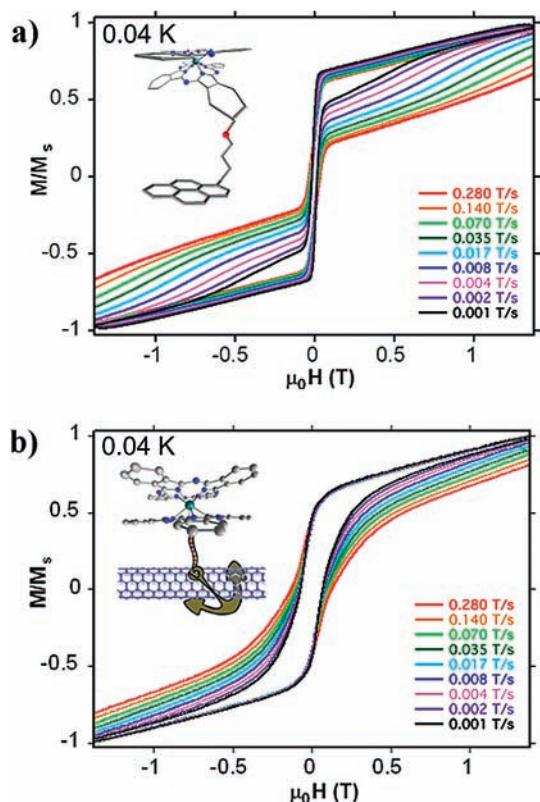 a)
0.04 K
1
0.5
0
-0.5
-1
M/Mₛ
0.280 T/s
0.140 T/s
0.070 T/s
0.035 T/s
0.017 T/s
0.008 T/s
0.004 T/s
0.002 T/s
0.001 T/s
-1 -0.5 0 0.5 1
μ₀H (T)
b)
0.04 K
1
0.5
0
-0.5
-1
M/Mₛ
0.280 T/s
0.140 T/s
0.070 T/s
0.035 T/s
0.017 T/s
0.008 T/s
0.004 T/s
0.002 T/s
0.001 T/s
-1 -0.5 0 0.5 1
μ₀H (T)